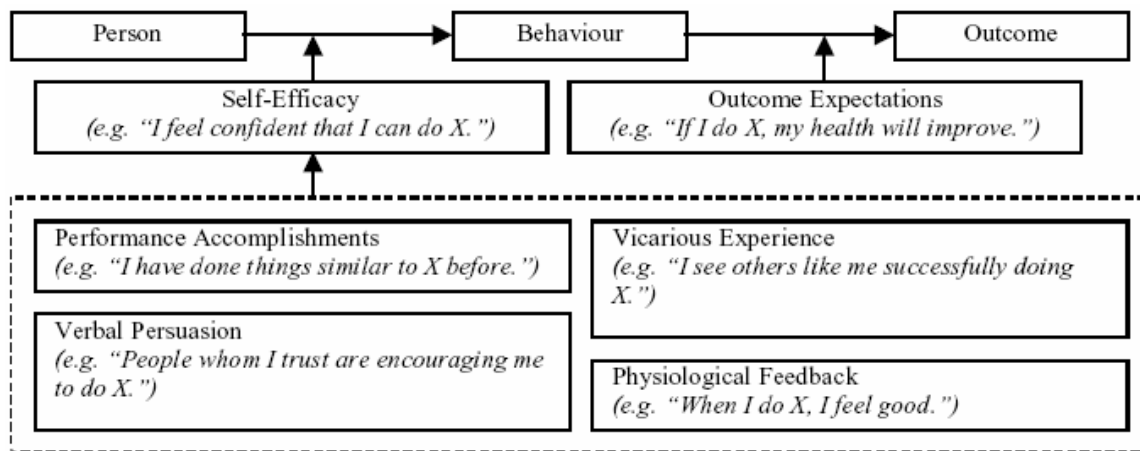 Person
Behaviour
Outcome
Self-Efficacy
(e.g. “I feel confident that I can do X.”)
Outcome Expectations
(e.g. “If I do X, my health will improve.”)
Performance Accomplishments
(e.g. “I have done things similar to X before.”)
Vicarious Experience
(e.g. “I see others like me successfully doing
X.”)
Verbal Persuasion
(e.g. “People whom I trust are encouraging me
to do X.”)
Physiological Feedback
(e.g. “When I do X, I feel good.”)